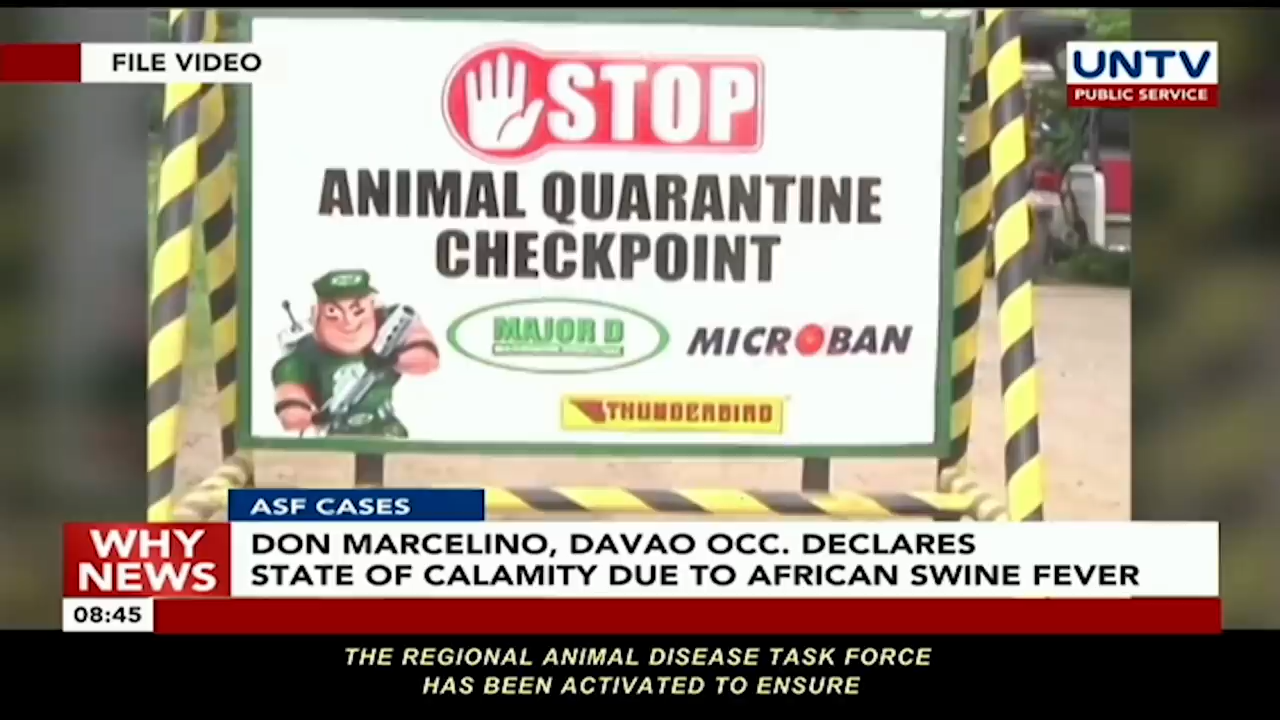 FILE VIDEO
UNTV
PUBLIC SERVICE
STOP
ANIMAL QUARANTINE
CHECKPOINT
MAJOR D
MICROBAN
THUNDERBIRD
ASF CASES
WHY
NEWS
DON MARCELINO, DAVAO OCC. DECLARES
STATE OF CALAMITY DUE TO AFRICAN SWINE FEVER
08:45
THE REGIONAL ANIMAL DISEASE TASK FORCE
HAS BEEN ACTIVATED TO ENSURE